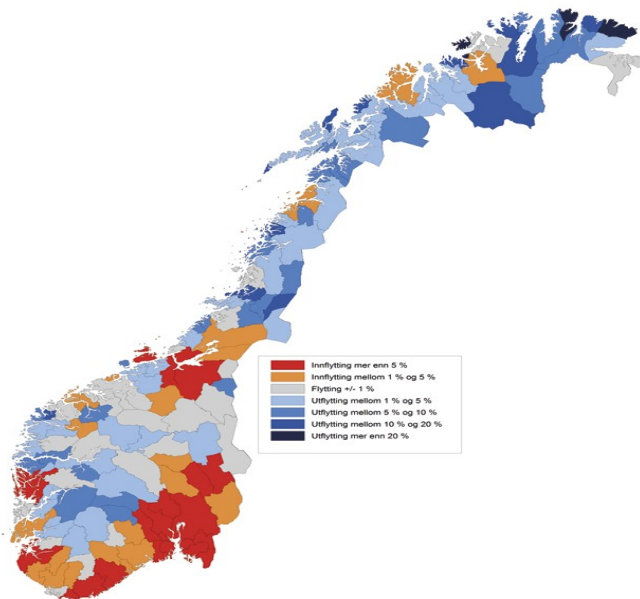 Innflytting mer enn 5 %
Innflytting mellom 1 % og 5 %
Flytting +/- 1 %
Utflytting mellom 1 % og 5 %
Utflytting mellom 5 % og 10 %
Utflytting mellom 10 % og 20 %
Utflytting mer enn 20 %